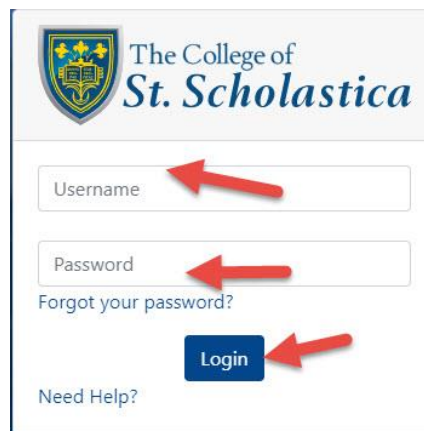 The College of
St. Scholastica
Username
Password
Forgot your password?
Login
Need Help?